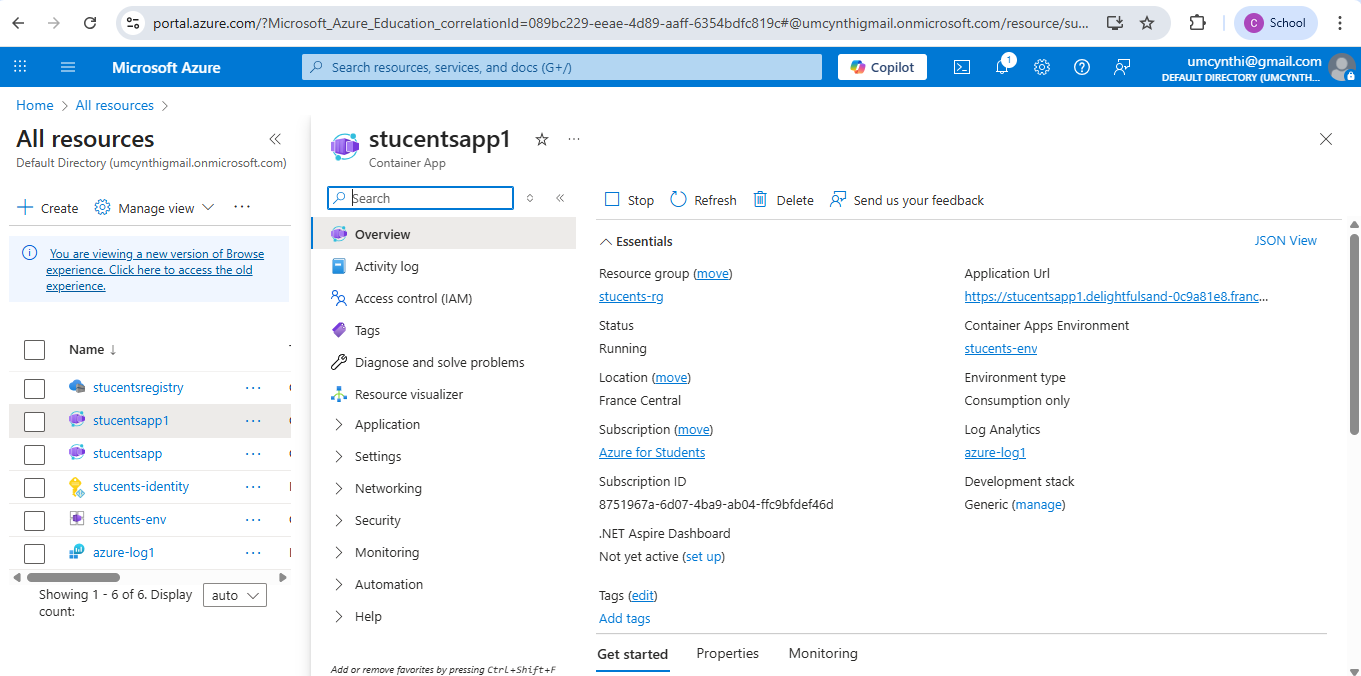 portal.azure.com/?Microsoft_Azure_Education_correlationId=089bc229-eeae-4d89-aaff-6354bdfc819c#@umcynthigmail.onmicrosoft.com/resource/su...
C School
Microsoft Azure
Search resources, services, and docs (G+/)
Copilot
1
umcynthi@gmail.com
DEFAULT DIRECTORY (UMCYNTH...
Home > All resources >
All resources
Default Directory (umcynthigmail.onmicrosoft.com)
Create
Manage view
...
You are viewing a new version of Browse
experience. Click here to access the old
experience.
Name ↓
stucentsregistry ...
stucentsapp1 ...
stucentsapp ...
stucents-identity ...
stucents-env ...
azure-log1 ...
Showing 1 - 6 of 6. Display
count:
auto
stucentsapp1
...
Container App
Search
Overview
Activity log
Access control (IAM)
Tags
Diagnose and solve problems
Resource visualizer
Application
Settings
Networking
Security
Monitoring
Automation
Help
Add or remove favorites by pressing Ctrl+Shift+F
Stop
Refresh
Delete
Send us your feedback
Essentials
JSON View
Resource group (move)
stucents-rg
Status
Running
Location (move)
France Central
Subscription (move)
Azure for Students
Subscription ID
8751967a-6d07-4ba9-ab04-ffc9bfdef46d
.NET Aspire Dashboard
Not yet active (set up)
Tags (edit)
Add tags
Application Url
https://stucentsapp1.delightfulsand-0c9a81e8.franc...
Container Apps Environment
stucents-env
Environment type
Consumption only
Log Analytics
azure-log1
Development stack
Generic (manage)
Get started
Properties
Monitoring